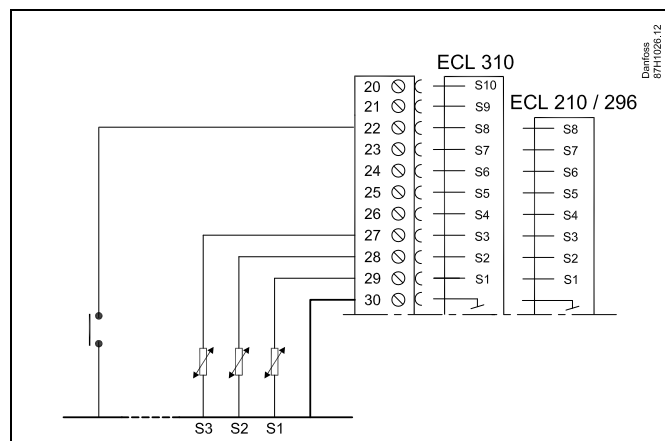 Danfoss
87H1026.12
ECL 310
ECL 210 / 296
20 S10
21 S9
22 S8 S8
23 S7 S7
24 S6 S6
25 S5 S5
26 S4 S4
27 S3 S3
28 S2 S2
29 S1 S1
30
S3 S2 S1